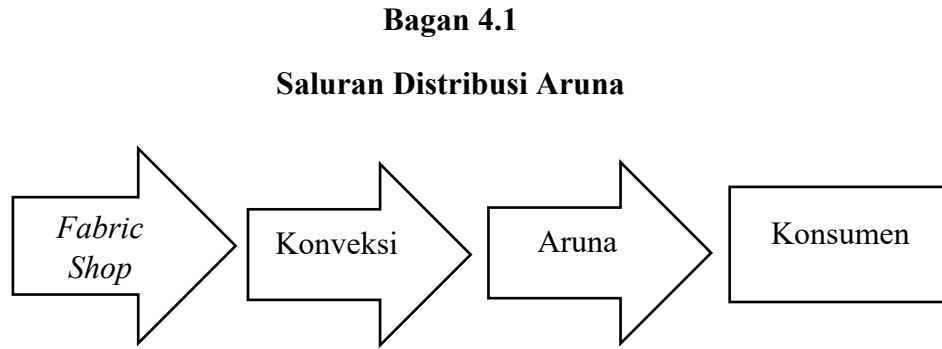 Bagan 4.1
Saluran Distribusi Aruna
Fabric
Shop
Konveksi
Aruna
Konsumen